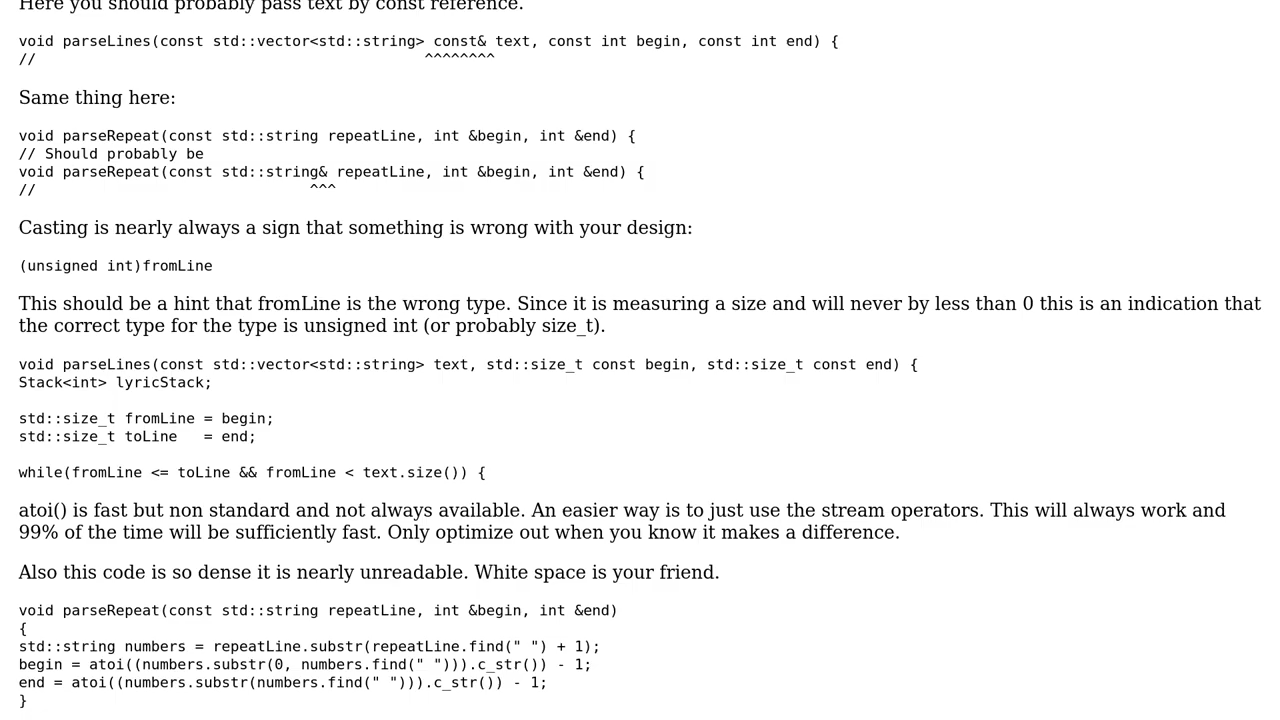 Here you should probably pass text by const reference.
void parseLines(const std::vector<std::string> const& text, const int begin, const int end) {
//                                            ^^^^^^^^
Same thing here:
void parseRepeat(const std::string repeatLine, int &begin, int &end) {
// Should probably be
void parseRepeat(const std::string& repeatLine, int &begin, int &end) {
//                               ^^^
Casting is nearly always a sign that something is wrong with your design:
(unsigned int)fromLine
This should be a hint that fromLine is the wrong type. Since it is measuring a size and will never by less than 0 this is an indication that
the correct type for the type is unsigned int (or probably size_t).
void parseLines(const std::vector<std::string> text, std::size_t const begin, std::size_t const end) {
Stack<int> lyricStack;
std::size_t fromLine = begin;
std::size_t toLine   = end;
while(fromLine <= toLine && fromLine < text.size()) {
atoi() is fast but non standard and not always available. An easier way is to just use the stream operators. This will always work and
99% of the time will be sufficiently fast. Only optimize out when you know it makes a difference.
Also this code is so dense it is nearly unreadable. White space is your friend.
void parseRepeat(const std::string repeatLine, int &begin, int &end)
{
std::string numbers = repeatLine.substr(repeatLine.find(" ") + 1);
begin = atoi((numbers.substr(0, numbers.find(" "))).c_str()) - 1;
end = atoi((numbers.substr(numbers.find(" "))).c_str()) - 1;
}